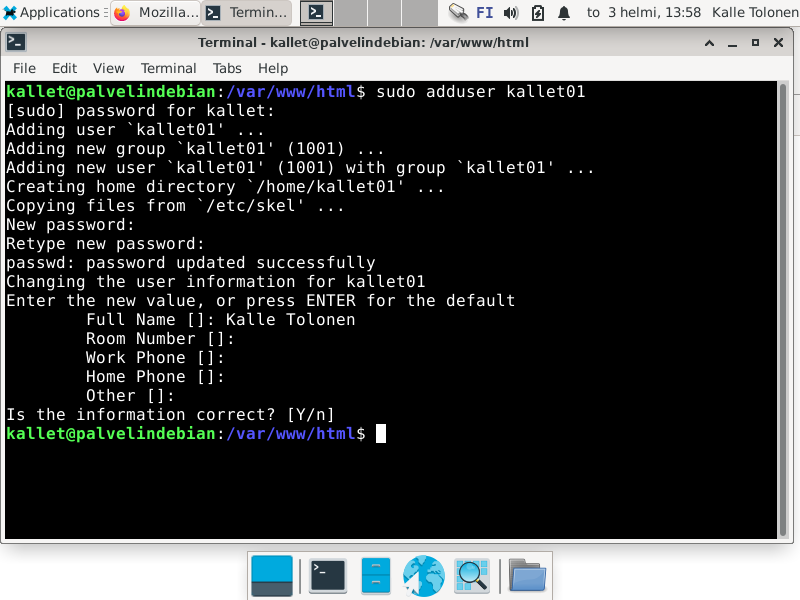 Applications Mozilla... Termin... FI to 3 helmi, 13:58 Kalle Tolonen
Terminal - kallet@palvelindebian: /var/www/html
File Edit View Terminal Tabs Help
kallet@palvelindebian:/var/www/html$ sudo adduser kallet01
[sudo] password for kallet:
Adding user `kallet01' ...
Adding new group `kallet01' (1001) ...
Adding new user `kallet01' (1001) with group `kallet01' ...
Creating home directory `/home/kallet01' ...
Copying files from `/etc/skel' ...
New password:
Retype new password:
passwd: password updated successfully
Changing the user information for kallet01
Enter the new value, or press ENTER for the default
Full Name []: Kalle Tolonen
Room Number []:
Work Phone []:
Home Phone []:
Other []:
Is the information correct? [Y/n]
kallet@palvelindebian:/var/www/html$